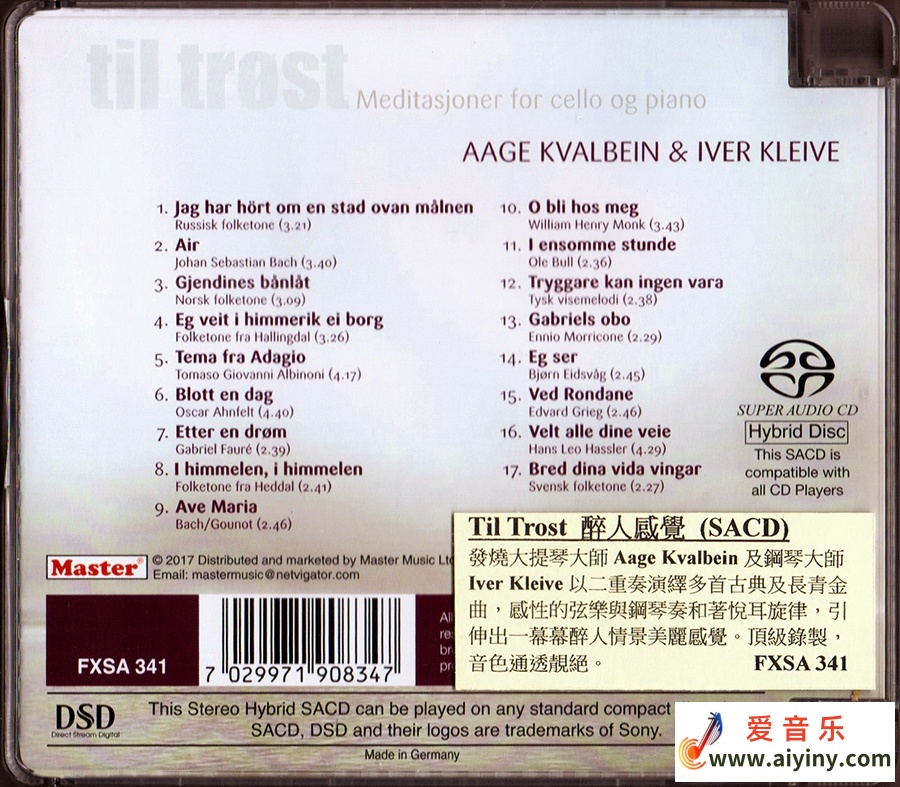 til trøst
Meditasjoner for cello og piano
AAGE KVALBEIN & IVER KLEIVE
1. Jag har hört om en stad ovan målnen
Russisk folketone (3.21)
2. Air
Johan Sebastian Bach (3.40)
3. Gjendines bånlåt
Norsk folketone (3.09)
4. Eg veit i himmerik ei borg
Folketone fra Hallingdal (3.26)
5. Tema fra Adagio
Tomaso Giovanni Albinoni (4.17)
6. Blott en dag
Oscar Ahnfelt (4.40)
7. Etter en drøm
Gabriel Fauré (2.39)
8. I himmelen, i himmelen
Folketone fra Heddal (2.41)
9. Ave Maria
Bach/Gounot (2.46)
10. O bli hos meg
William Henry Monk (3.43)
11. I ensomme stunde
Ole Bull (2.36)
12. Tryggare kan ingen vara
Tysk visemelodi (2.38)
13. Gabriels obo
Ennio Morricone (2.29)
14. Eg ser
Bjørn Eidsvåg (2.45)
15. Ved Rondane
Edvard Grieg (2.46)
16. Velt alle dine veie
Hans Leo Hassler (4.29)
17. Bred dina vida vingar
Svensk folketone (2.27)
SUPER AUDIO CD
Hybrid Disc
This SACD is
compatible with
all CD Players
Til Trost 醉人感覺 (SACD)
發燒大提琴大師 Aage Kvalbein 及鋼琴大師
Iver Kleive 以二重奏演繹多首古典及長青金
曲，感性的弦樂與鋼琴奏和著悅耳旋律，引
伸出一幕幕醉人情景美麗感覺。頂級錄製，
音色通透靚絕。 FXSA 341
Master®
© 2017 Distributed and marketed by Master Music Ltd
Email: mastermusic@netvigator.com
FXSA 341
7 029971 908347
All
DSD
Direct Stream Digital
This Stereo Hybrid SACD can be played on any standard compact
SACD, DSD and their logos are trademarks of Sony.
Made in Germany
爱音乐
www.aiyiny.com